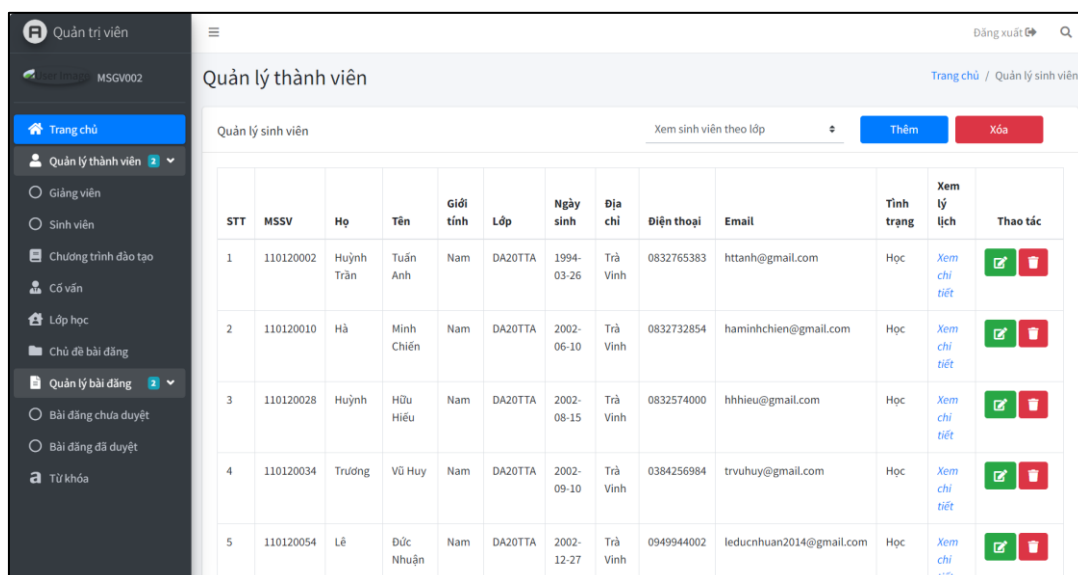 Quản trị viên
Đăng xuất
User Image MSGV002
Quản lý thành viên
Trang chủ / Quản lý sinh viên
Trang chủ
Quản lý thành viên 2
Giảng viên
Sinh viên
Chương trình đào tạo
Cố vấn
Lớp học
Chủ đề bài đăng
Quản lý bài đăng 2
Bài đăng chưa duyệt
Bài đăng đã duyệt
a Từ khóa
Quản lý sinh viên
Xem sinh viên theo lớp
Thêm
Xóa
STT MSSV Họ Tên Giới tính Lớp Ngày sinh Địa chỉ Điện thoại Email Tình trạng Xem lý lịch Thao tác
1 110120002 Huỳnh Trần Tuấn Anh Nam DA20TTA 1994-03-26 Trà Vinh 0832765383 httanh@gmail.com Học Xem chi tiết
2 110120010 Hà Minh Chiến Nam DA20TTA 2002-06-10 Trà Vinh 0832732854 haminhchien@gmail.com Học Xem chi tiết
3 110120028 Huỳnh Hữu Hiếu Nam DA20TTA 2002-08-15 Trà Vinh 0832574000 hhhieu@gmail.com Học Xem chi tiết
4 110120034 Trương Vũ Huy Nam DA20TTA 2002-09-10 Trà Vinh 0384256984 trvuhuy@gmail.com Học Xem chi tiết
5 110120054 Lê Đức Nhuận Nam DA20TTA 2002-12-27 Trà Vinh 0949944002 leducnhuan2014@gmail.com Học Xem chi tiết